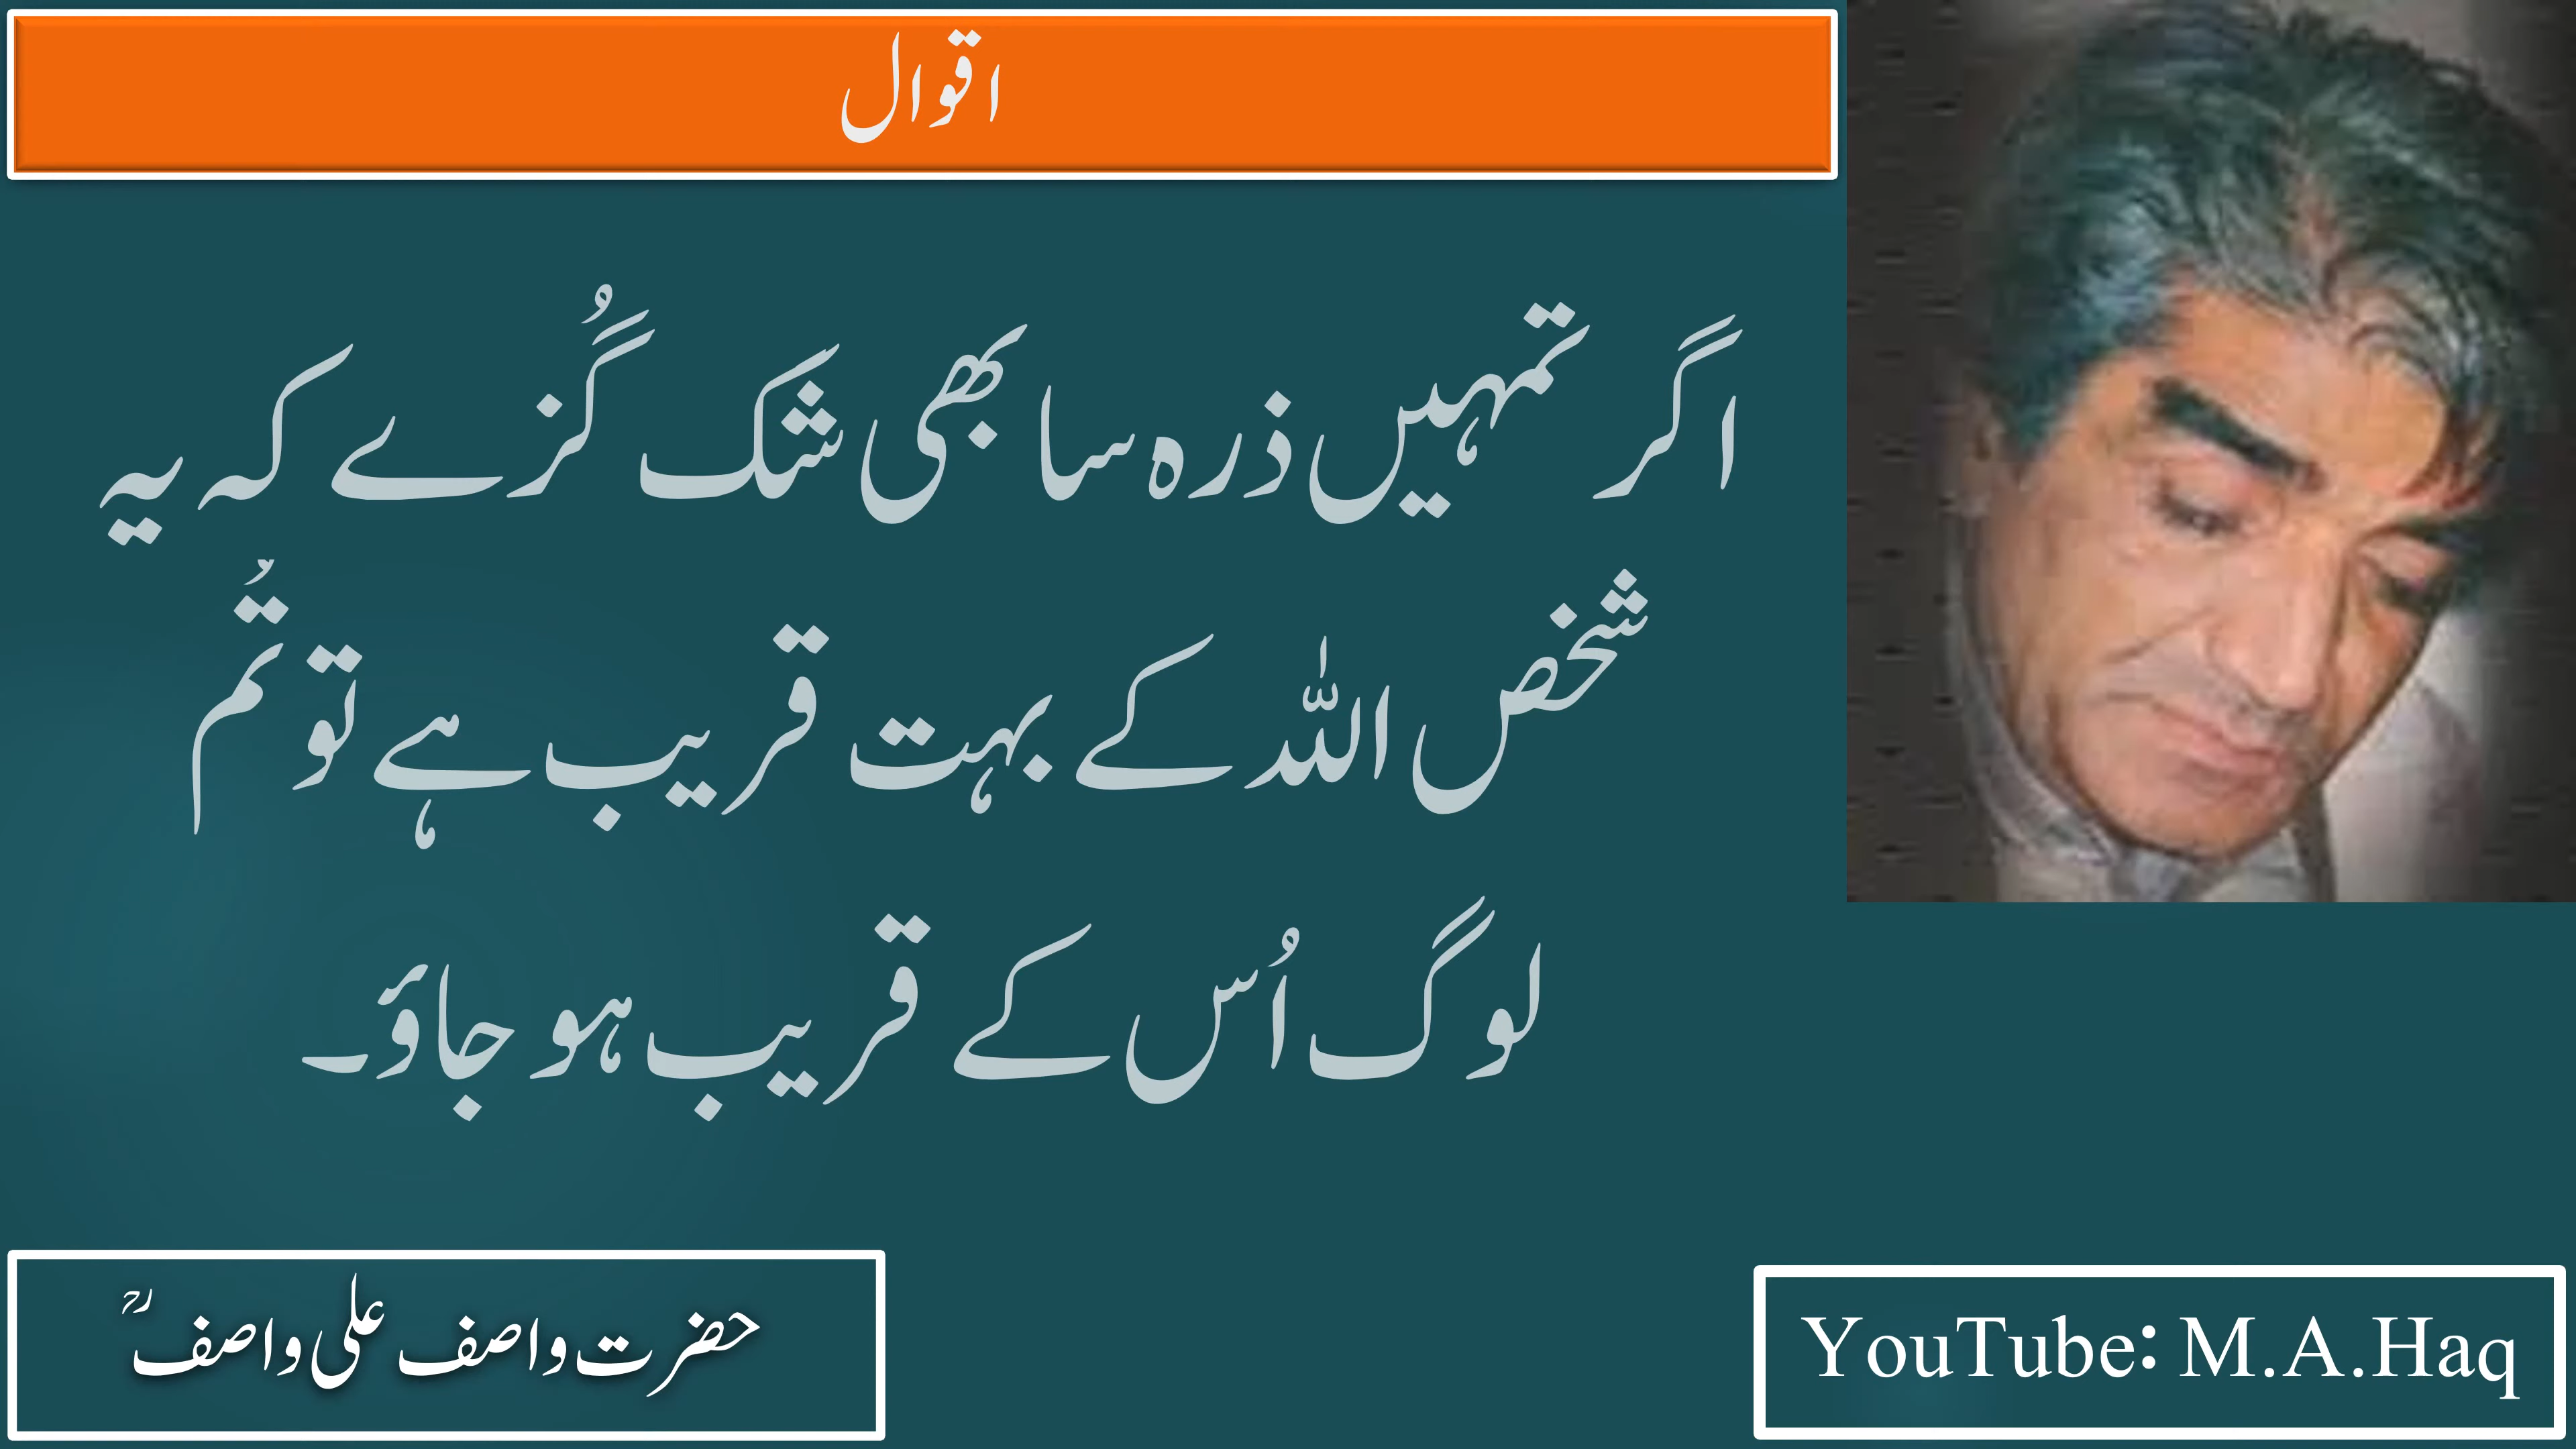 اقوال
اگر تمہیں ذرہ سا بھی شک گُزے کہ یہ
شخص اللہ کے بہت قریب ہے تو تُم
لوگ اُس کے قریب ہو جاؤ۔
حضرت واصف علی واصفؒ
YouTube: M.A.Haq